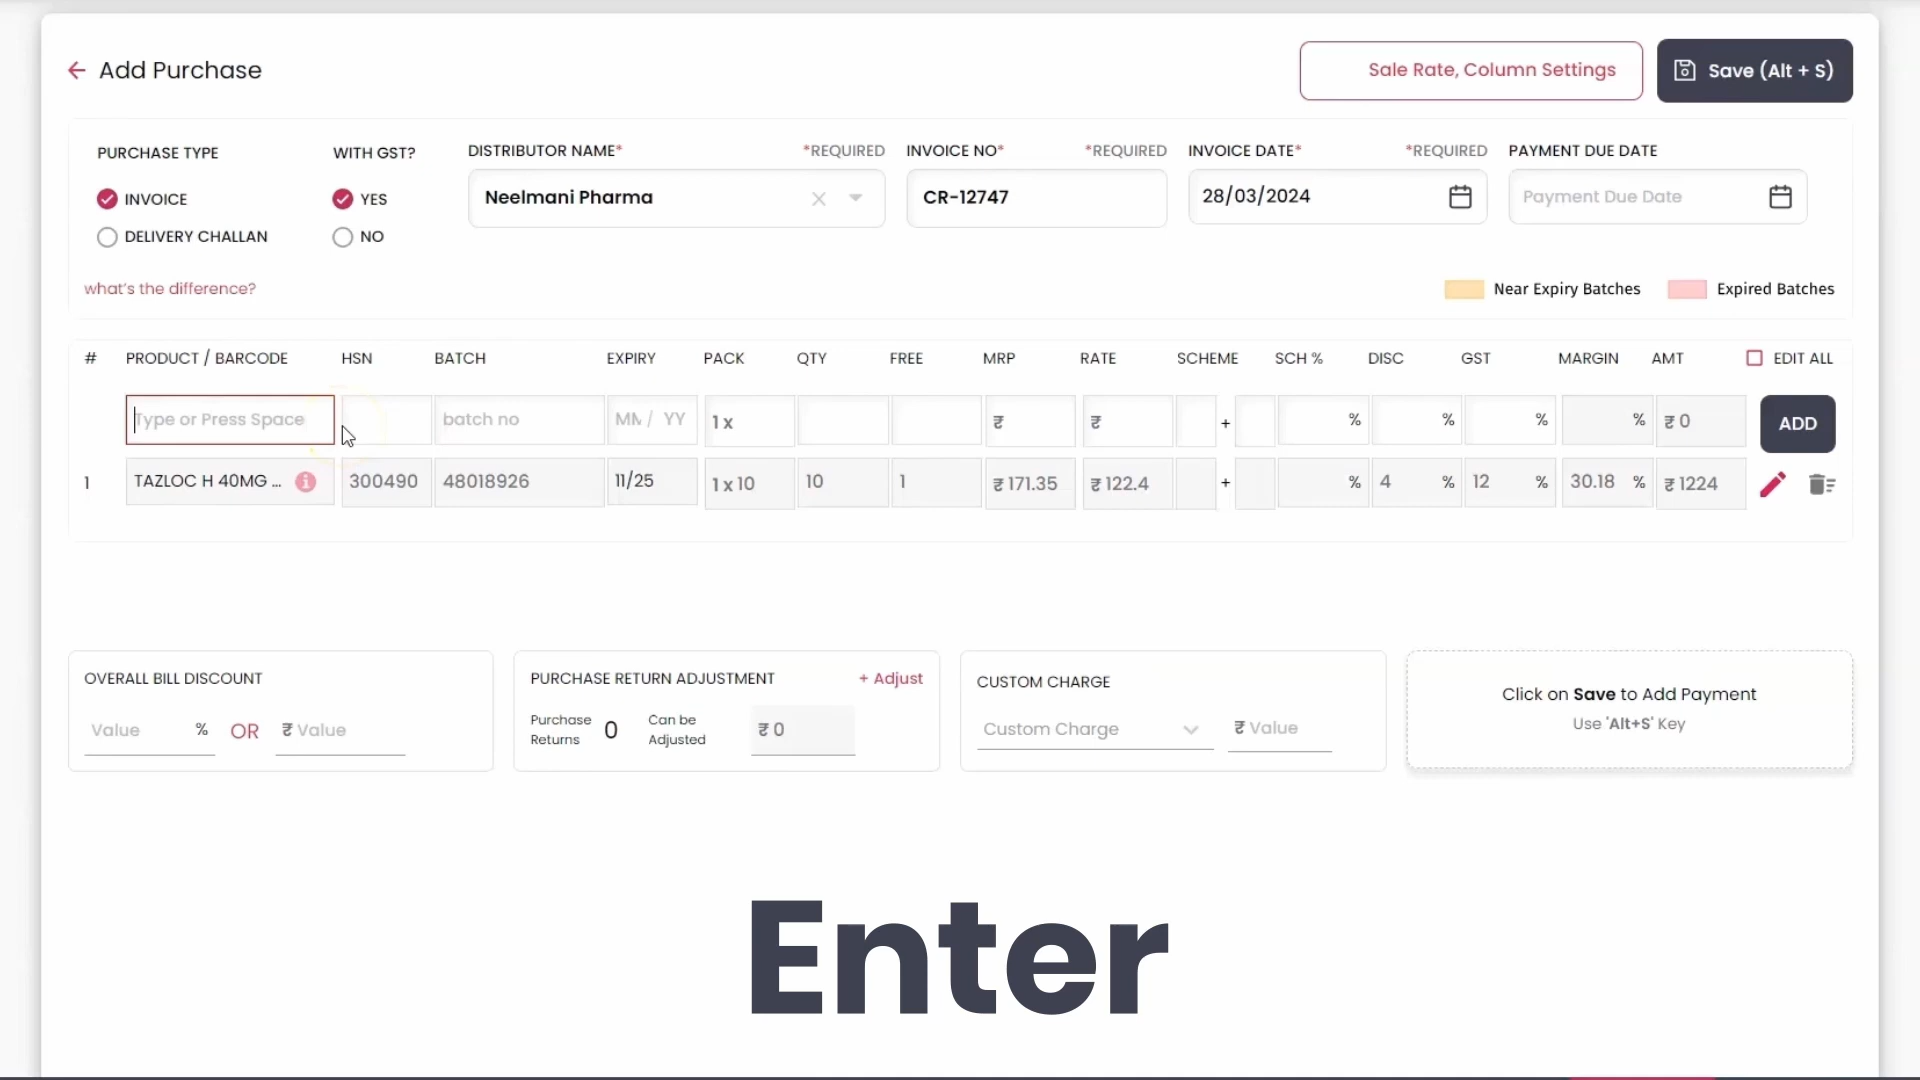 Add Purchase
Sale Rate, Column Settings
Save (Alt + S)
PURCHASE TYPE
WITH GST?
DISTRIBUTOR NAME* *REQUIRED
INVOICE NO* *REQUIRED
INVOICE DATE* *REQUIRED
PAYMENT DUE DATE
INVOICE
YES
Neelmani Pharma
CR-12747
28/03/2024
Payment Due Date
DELIVERY CHALLAN
NO
what's the difference?
Near Expiry Batches
Expired Batches
# PRODUCT / BARCODE HSN BATCH EXPIRY PACK QTY FREE MRP RATE SCHEME SCH % DISC GST MARGIN AMT EDIT ALL
Type or Press Space batch no MM / YY 1 x ₹ ₹ + % % % % ₹ 0 ADD
1 TAZLOC H 40MG ... 300490 48018926 11/25 1 x 10 10 1 ₹ 171.35 ₹ 122.4 + % 4 % 12 % 30.18 % ₹ 1224
OVERALL BILL DISCOUNT
Value % OR ₹ Value
PURCHASE RETURN ADJUSTMENT + Adjust
Purchase Returns 0 Can be Adjusted ₹ 0
CUSTOM CHARGE
Custom Charge ₹ Value
Click on Save to Add Payment
Use 'Alt+S' Key
Enter